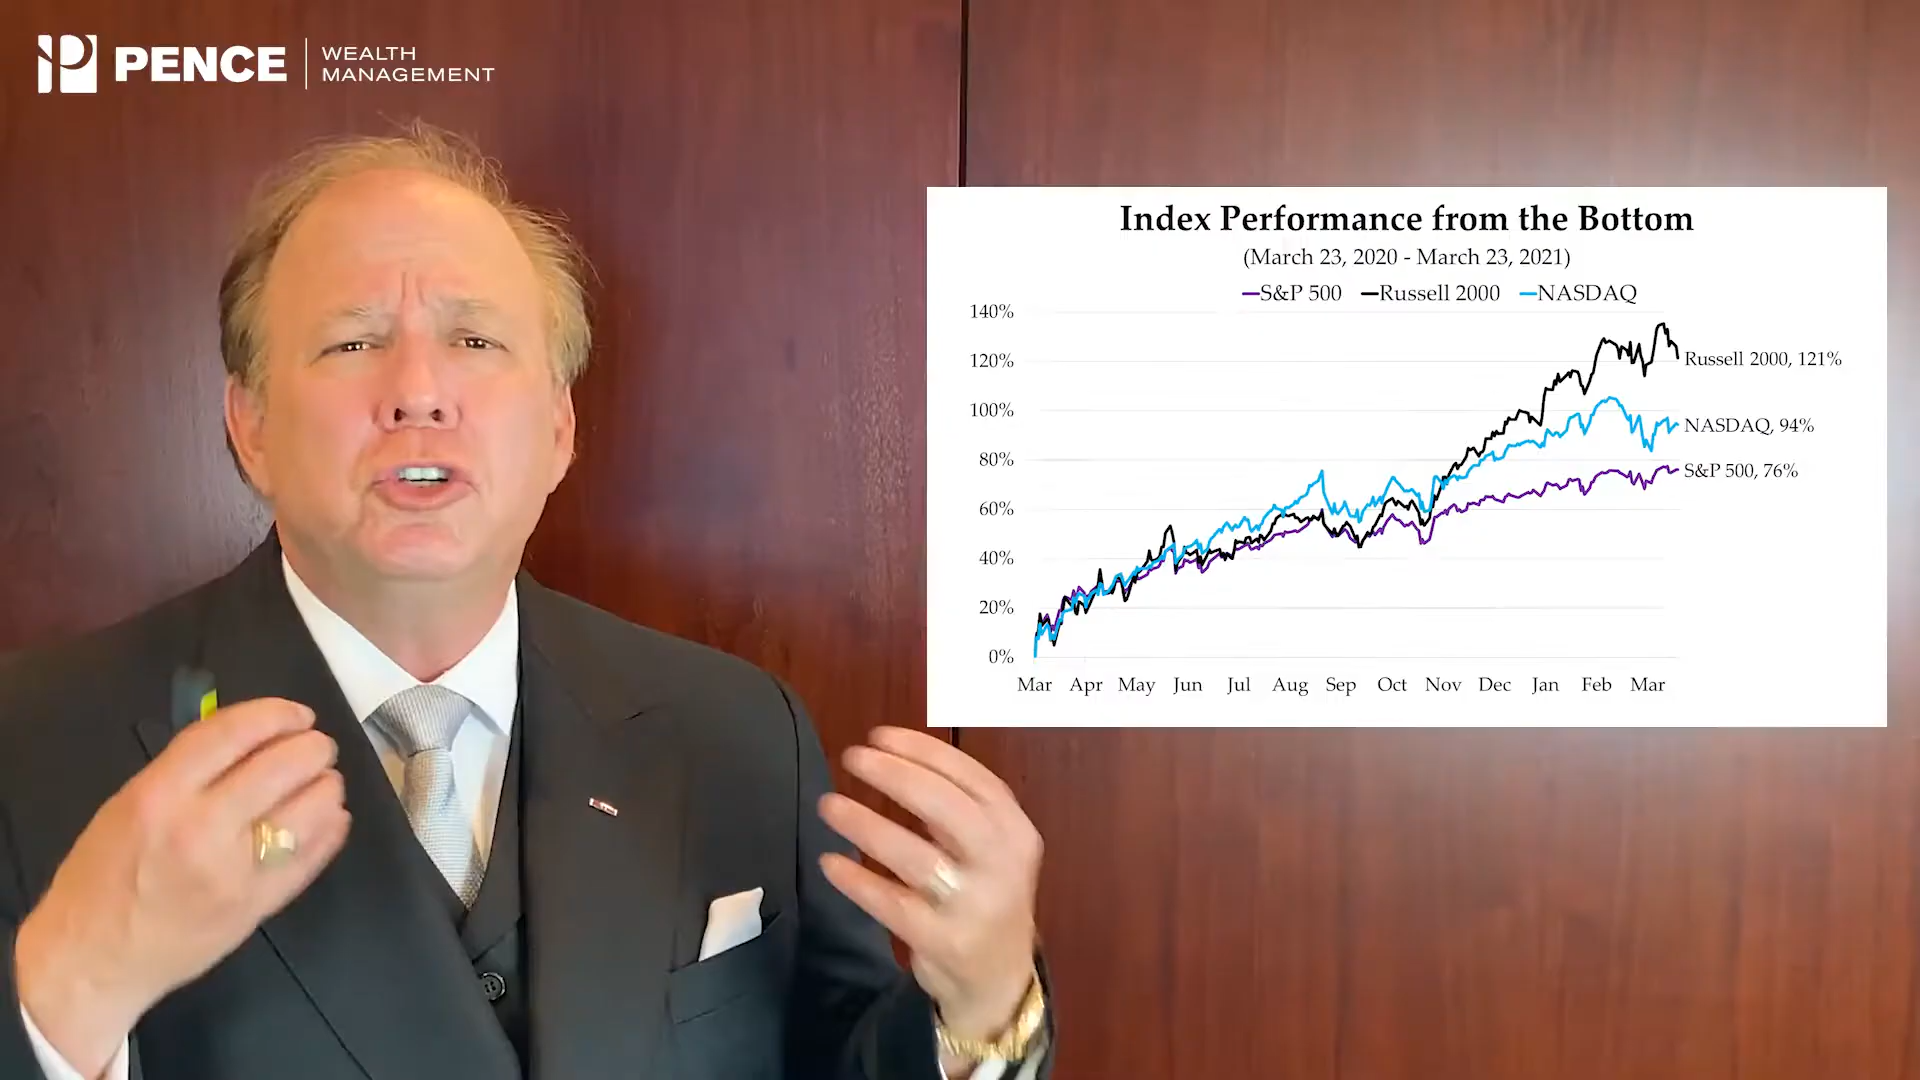 PENCE
WEALTH
MANAGEMENT
Index Performance from the Bottom
(March 23, 2020 - March 23, 2021)
S&P 500 Russell 2000 NASDAQ
140%
120%
100%
80%
60%
40%
20%
0%
Russell 2000, 121%
NASDAQ, 94%
S&P 500, 76%
Mar Apr May Jun Jul Aug Sep Oct Nov Dec Jan Feb Mar